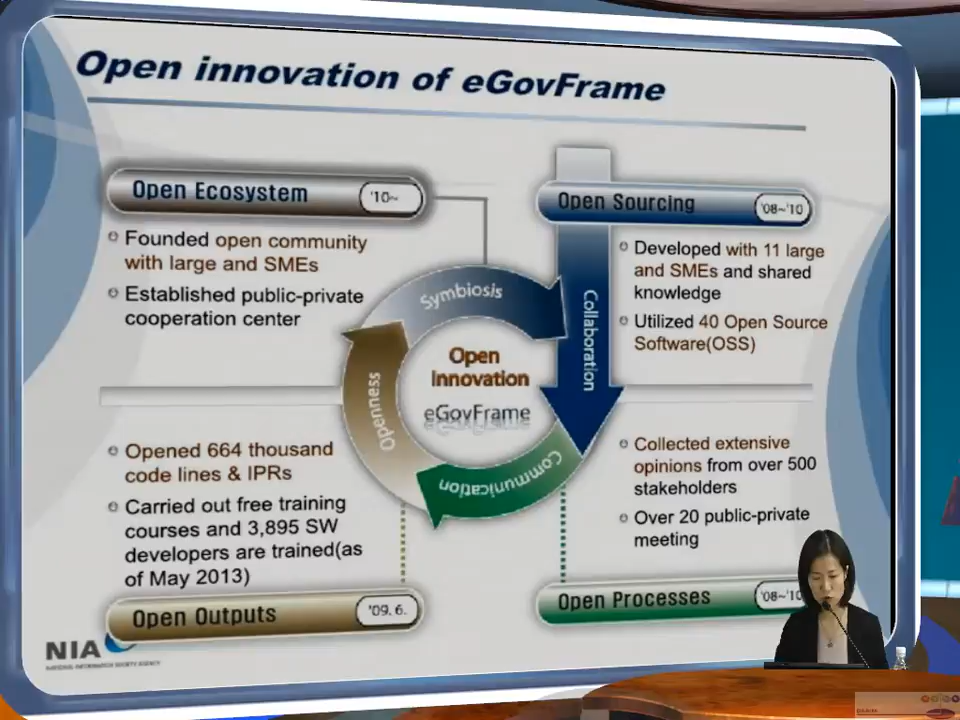 Open innovation of eGovFrame
Open Ecosystem '10~
Founded open community
with large and SMEs
Established public-private
cooperation center
Open Sourcing '08~'10
Developed with 11 large
and SMEs and shared
knowledge
Utilized 40 Open Source
Software(OSS)
Symbiosis
Collaboration
Openness
Communication
Open
Innovation
eGovFrame
Opened 664 thousand
code lines & IPRs
Carried out free training
courses and 3,895 SW
developers are trained(as
of May 2013)
Open Outputs '09. 6.
Collected extensive
opinions from over 500
stakeholders
Over 20 public-private
meeting
Open Processes '08~'10
NIA
NATIONAL INFORMATION SOCIETY AGENCY